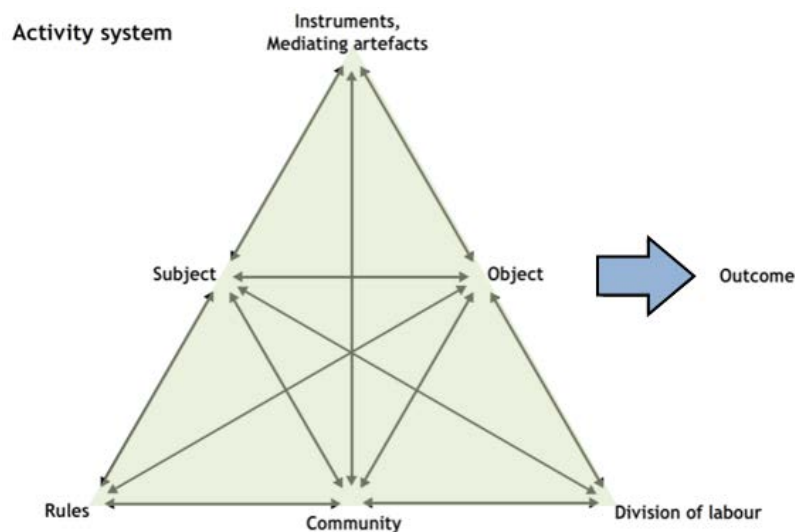 Activity system
Instruments,
Mediating artefacts
Subject
Object
Outcome
Rules
Community
Division of labour